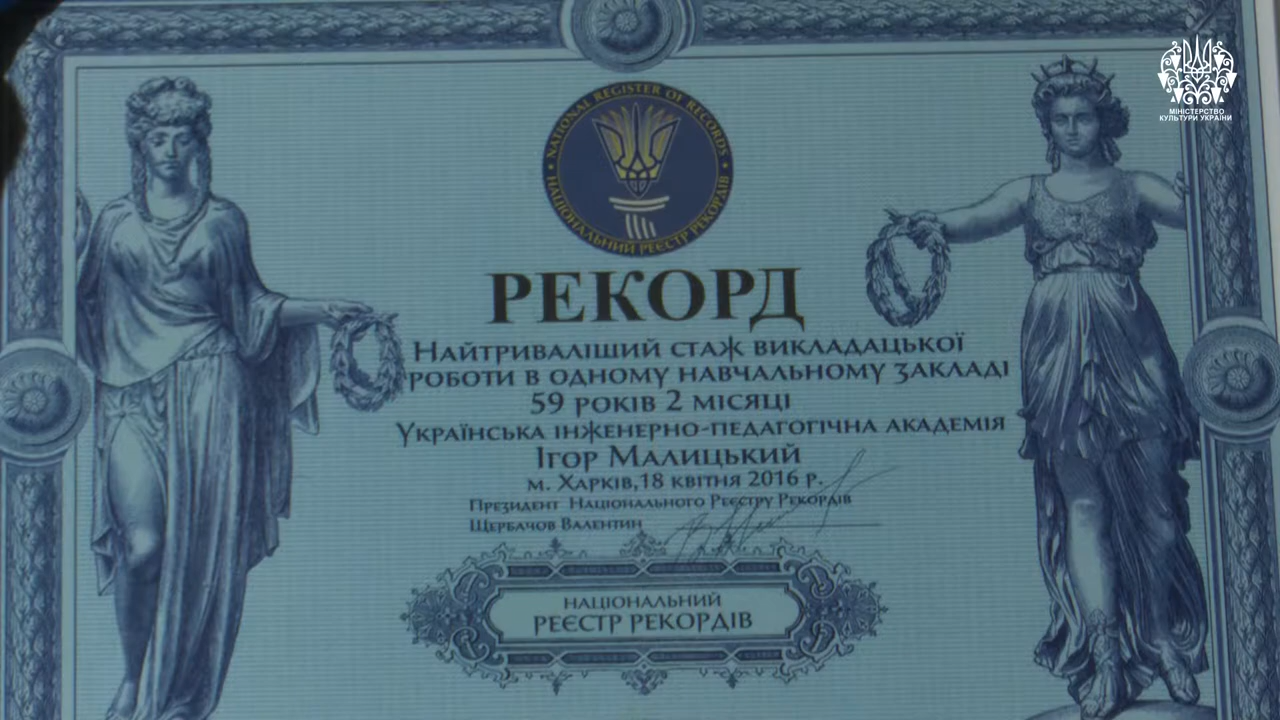 МІНІСТЕРСТВО
КУЛЬТУРИ УКРАЇНИ
NATIONAL REGISTER OF RECORDS
НАЦІОНАЛЬНИЙ РЕЄСТР РЕКОРДІВ
РЕКОРД
Найтриваліший стаж викладацької
роботи в одному навчальному закладі
59 років 2 місяці
Українська інженерно-педагогічна академія
Ігор Малицький
м. Харків,18 квітня 2016 р.
Президент Національного Реєстру Рекордів
Щербачов Валентин
НАЦІОНАЛЬНИЙ
РЕЄСТР РЕКОРДІВ